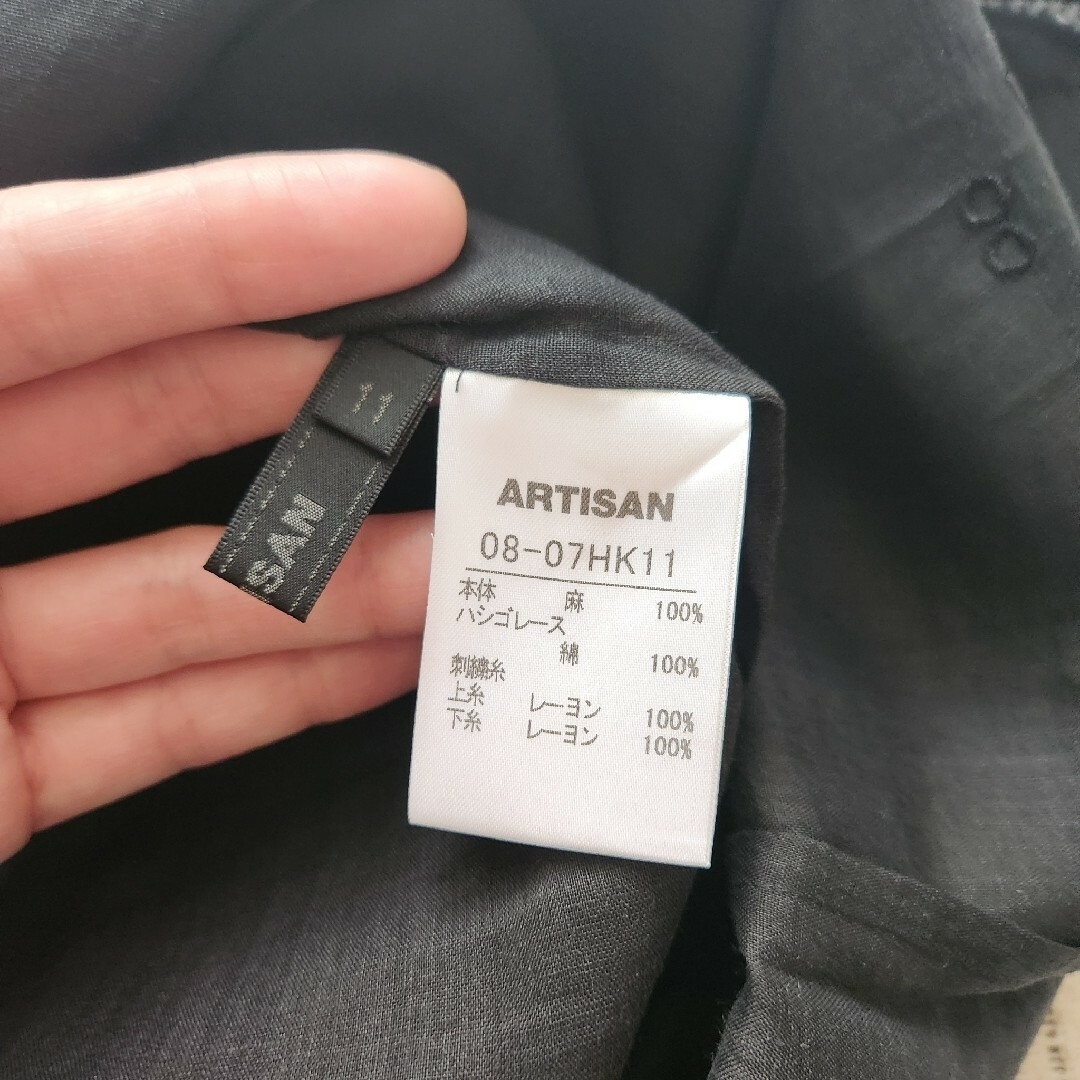 11
SAN
ARTISAN
08-07HK11
本体 麻 100%
ハシゴレース
綿 100%
刺繍糸
上糸 レーヨン 100%
下糸 レーヨン 100%